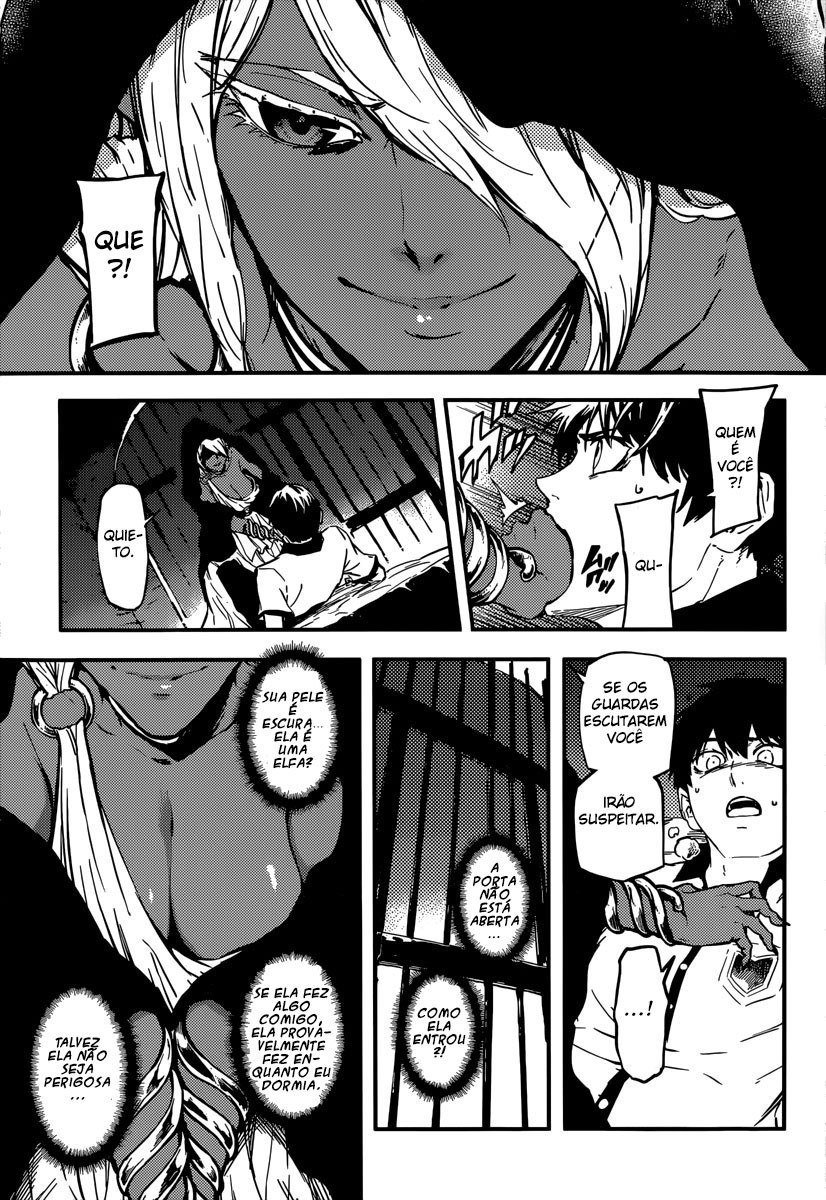 QUE
?!
QUEM
É
VOCÊ
?!
QU-
QUIE-
TO.
SE OS
GUARDAS
ESCUTAREM
VOCÊ
IRÃO
SUSPEITAR.
...!
A
PORTA
NÃO
ESTÁ
ABERTA
...
COMO
ELA
ENTROU
?!
SUA PELE
É
ESCURA...
ELA É
UMA
ELFA?
SE ELA FEZ
ALGO
COMIGO,
ELA PROVÁ-
VELMENTE
FEZ EN-
QUANTO EU
DORMIA.
TALVEZ
ELA NÃO
SEJA
PERIGOSA
...